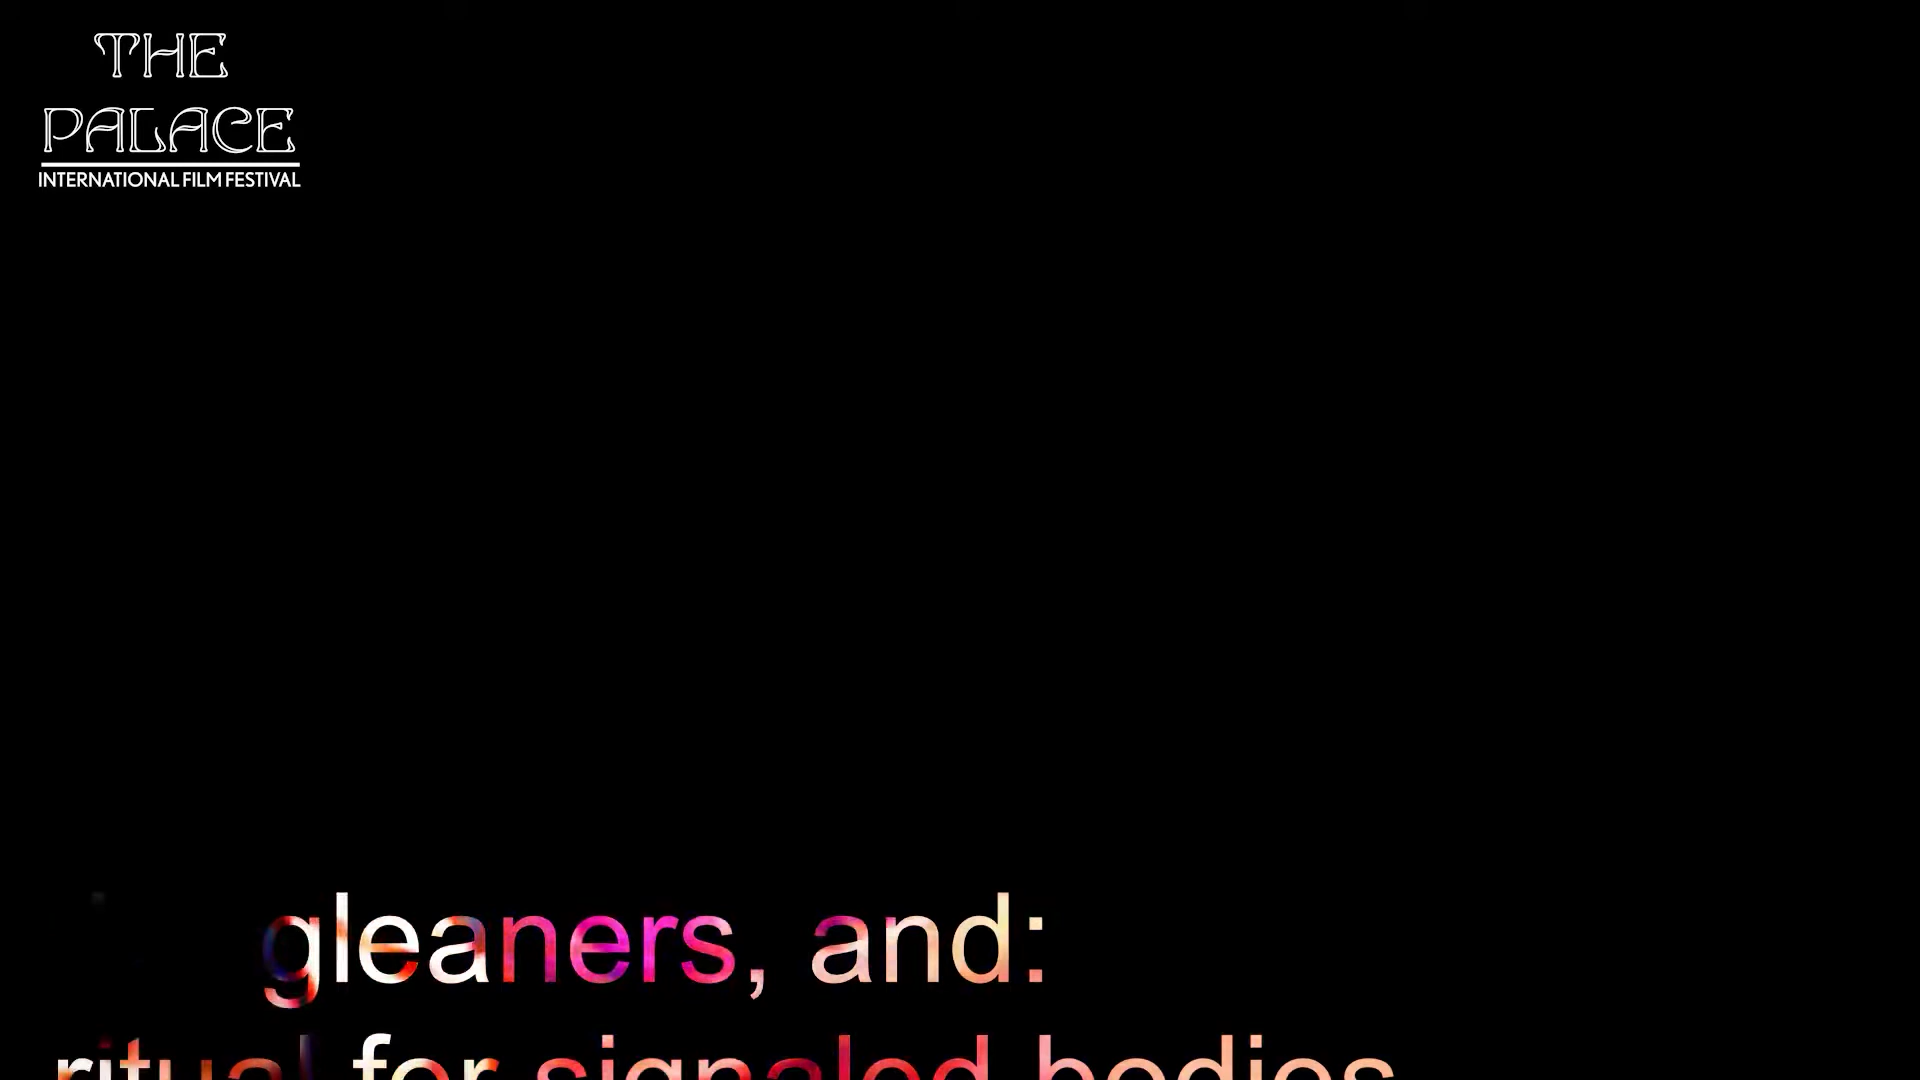 THE
PALACE
INTERNATIONAL FILM FESTIVAL
gleaners, and:
ritual for signaled bodies